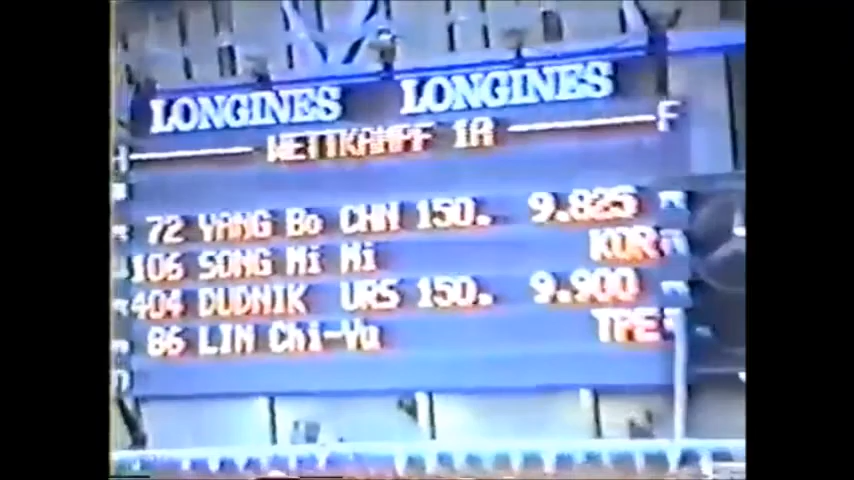 LONGINES LONGINES
WETTKAMPF 1A
72 YANG Bo CHN 150. 9.825
106 SONG Mi Mi KOR
404 DUDNIK URS 150. 9.900
86 LIN Chi-Yu TPE